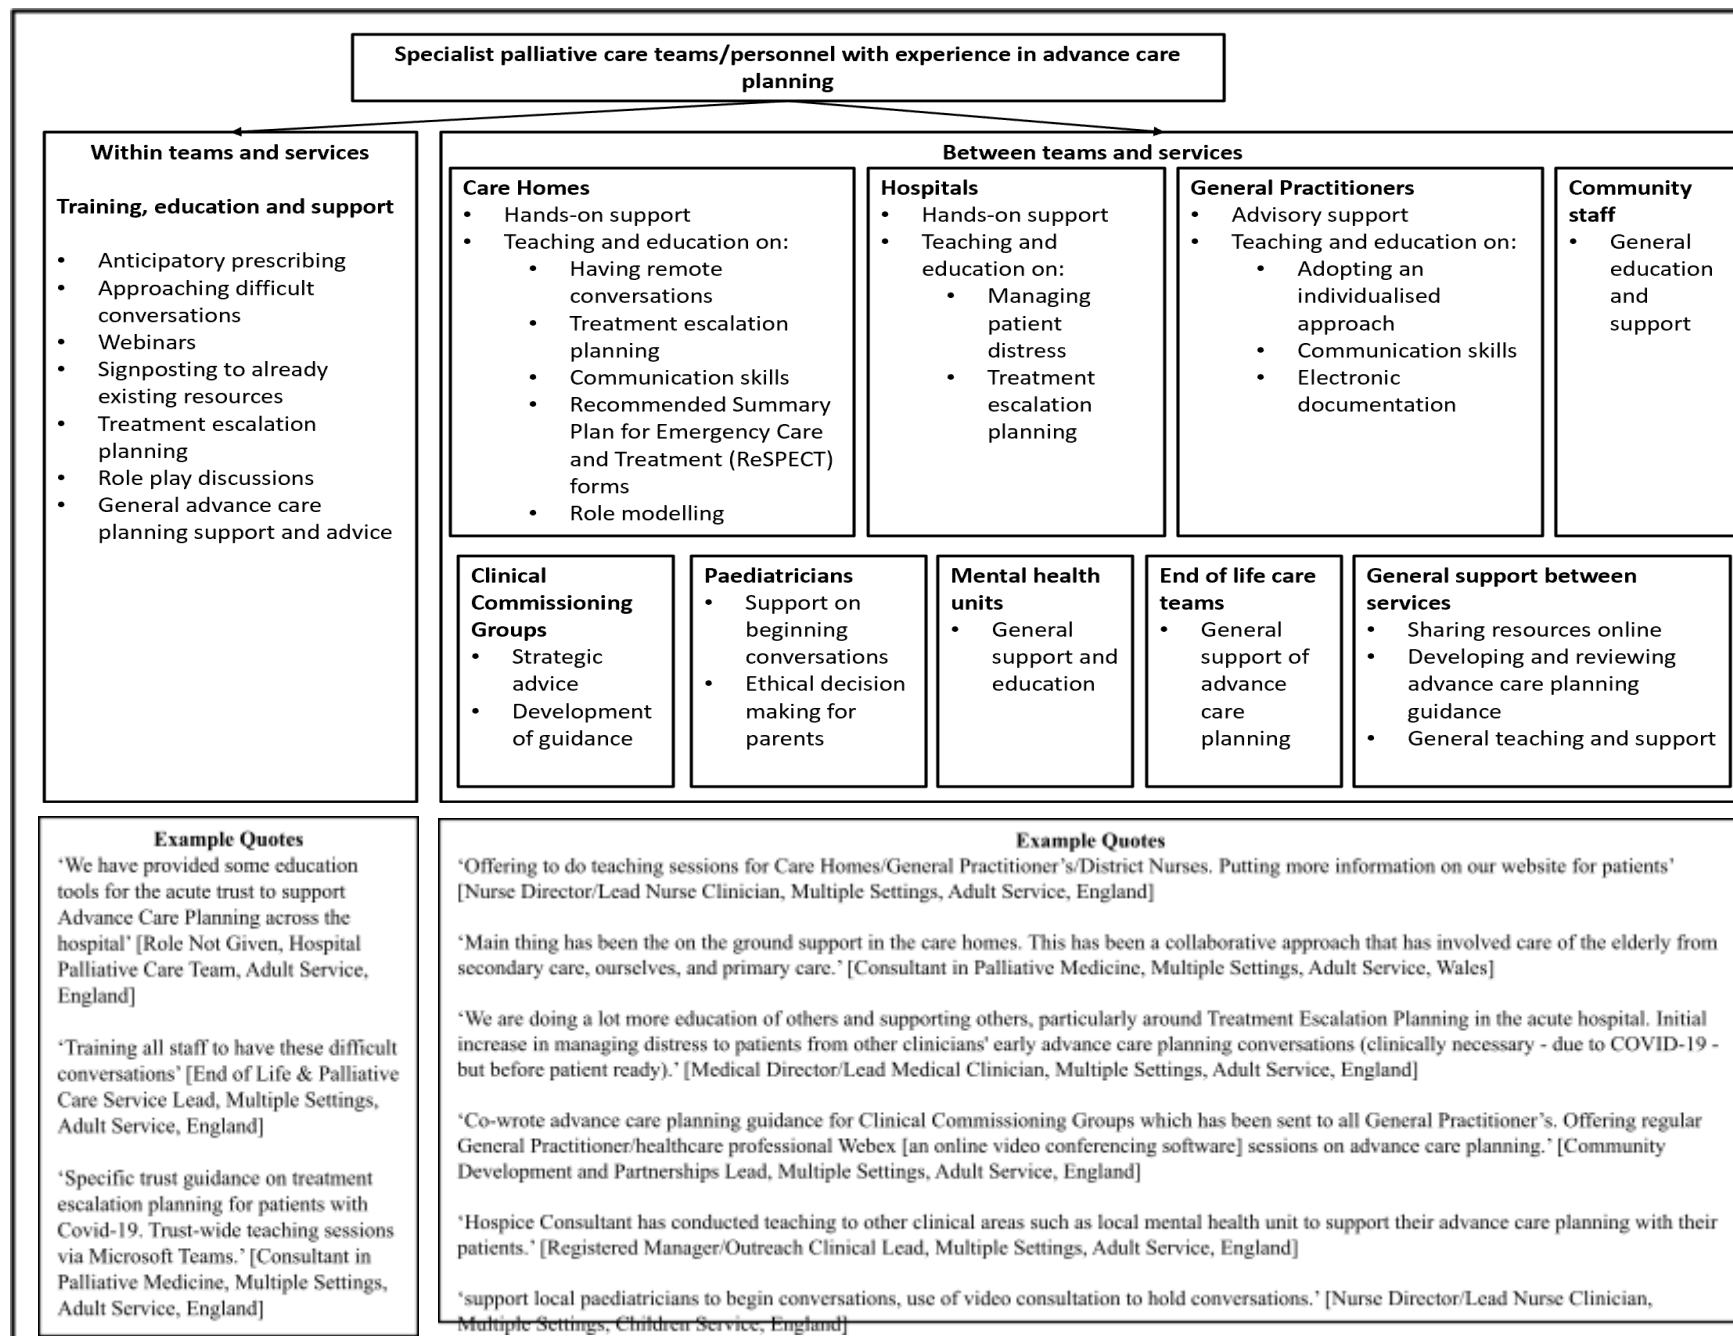 Specialist palliative care teams/personnel with experience in advance care
planning
Within teams and services
Training, education and support
• Anticipatory prescribing
• Approaching difficult
conversations
• Webinars
• Signposting to already
existing resources
• Treatment escalation
planning
• Role play discussions
• General advance care
planning support and advice
Between teams and services
Care Homes
• Hands-on support
• Teaching and education on:
• Having remote
conversations
• Treatment escalation
planning
• Communication skills
• Recommended Summary
Plan for Emergency Care
and Treatment (ReSPECT)
forms
• Role modelling
Hospitals
• Hands-on support
• Teaching and
education on:
• Managing
patient
distress
• Treatment
escalation
planning
General Practitioners
• Advisory support
• Teaching and education on:
• Adopting an
individualised
approach
• Communication skills
• Electronic
documentation
Community
staff
• General
education
and
support
Clinical
Commissioning
Groups
• Strategic
advice
• Development
of guidance
Paediatricians
• Support on
beginning
conversations
• Ethical decision
making for
parents
Mental health
units
• General
support and
education
End of life care
teams
• General
support of
advance
care
planning
General support between
services
• Sharing resources online
• Developing and reviewing
advance care planning
guidance
• General teaching and support
Example Quotes
‘We have provided some education
tools for the acute trust to support
Advance Care Planning across the
hospital’ [Role Not Given, Hospital
Palliative Care Team, Adult Service,
England]
‘Training all staff to have these difficult
conversations’ [End of Life & Palliative
Care Service Lead, Multiple Settings,
Adult Service, England]
‘Specific trust guidance on treatment
escalation planning for patients with
Covid-19. Trust-wide teaching sessions
via Microsoft Teams.’ [Consultant in
Palliative Medicine, Multiple Settings,
Adult Service, England]
Example Quotes
‘Offering to do teaching sessions for Care Homes/General Practitioner’s/District Nurses. Putting more information on our website for patients’
[Nurse Director/Lead Nurse Clinician, Multiple Settings, Adult Service, England]
‘Main thing has been the on the ground support in the care homes. This has been a collaborative approach that has involved care of the elderly from
secondary care, ourselves, and primary care.’ [Consultant in Palliative Medicine, Multiple Settings, Adult Service, Wales]
‘We are doing a lot more education of others and supporting others, particularly around Treatment Escalation Planning in the acute hospital. Initial
increase in managing distress to patients from other clinicians' early advance care planning conversations (clinically necessary - due to COVID-19 -
but before patient ready).’ [Medical Director/Lead Medical Clinician, Multiple Settings, Adult Service, England]
‘Co-wrote advance care planning guidance for Clinical Commissioning Groups which has been sent to all General Practitioner’s. Offering regular
General Practitioner/healthcare professional Webex [an online video conferencing software] sessions on advance care planning.’ [Community
Development and Partnerships Lead, Multiple Settings, Adult Service, England]
‘Hospice Consultant has conducted teaching to other clinical areas such as local mental health unit to support their advance care planning with their
patients.’ [Registered Manager/Outreach Clinical Lead, Multiple Settings, Adult Service, England]
‘support local paediatricians to begin conversations, use of video consultation to hold conversations.’ [Nurse Director/Lead Nurse Clinician,
Multiple Settings, Children Service, England]